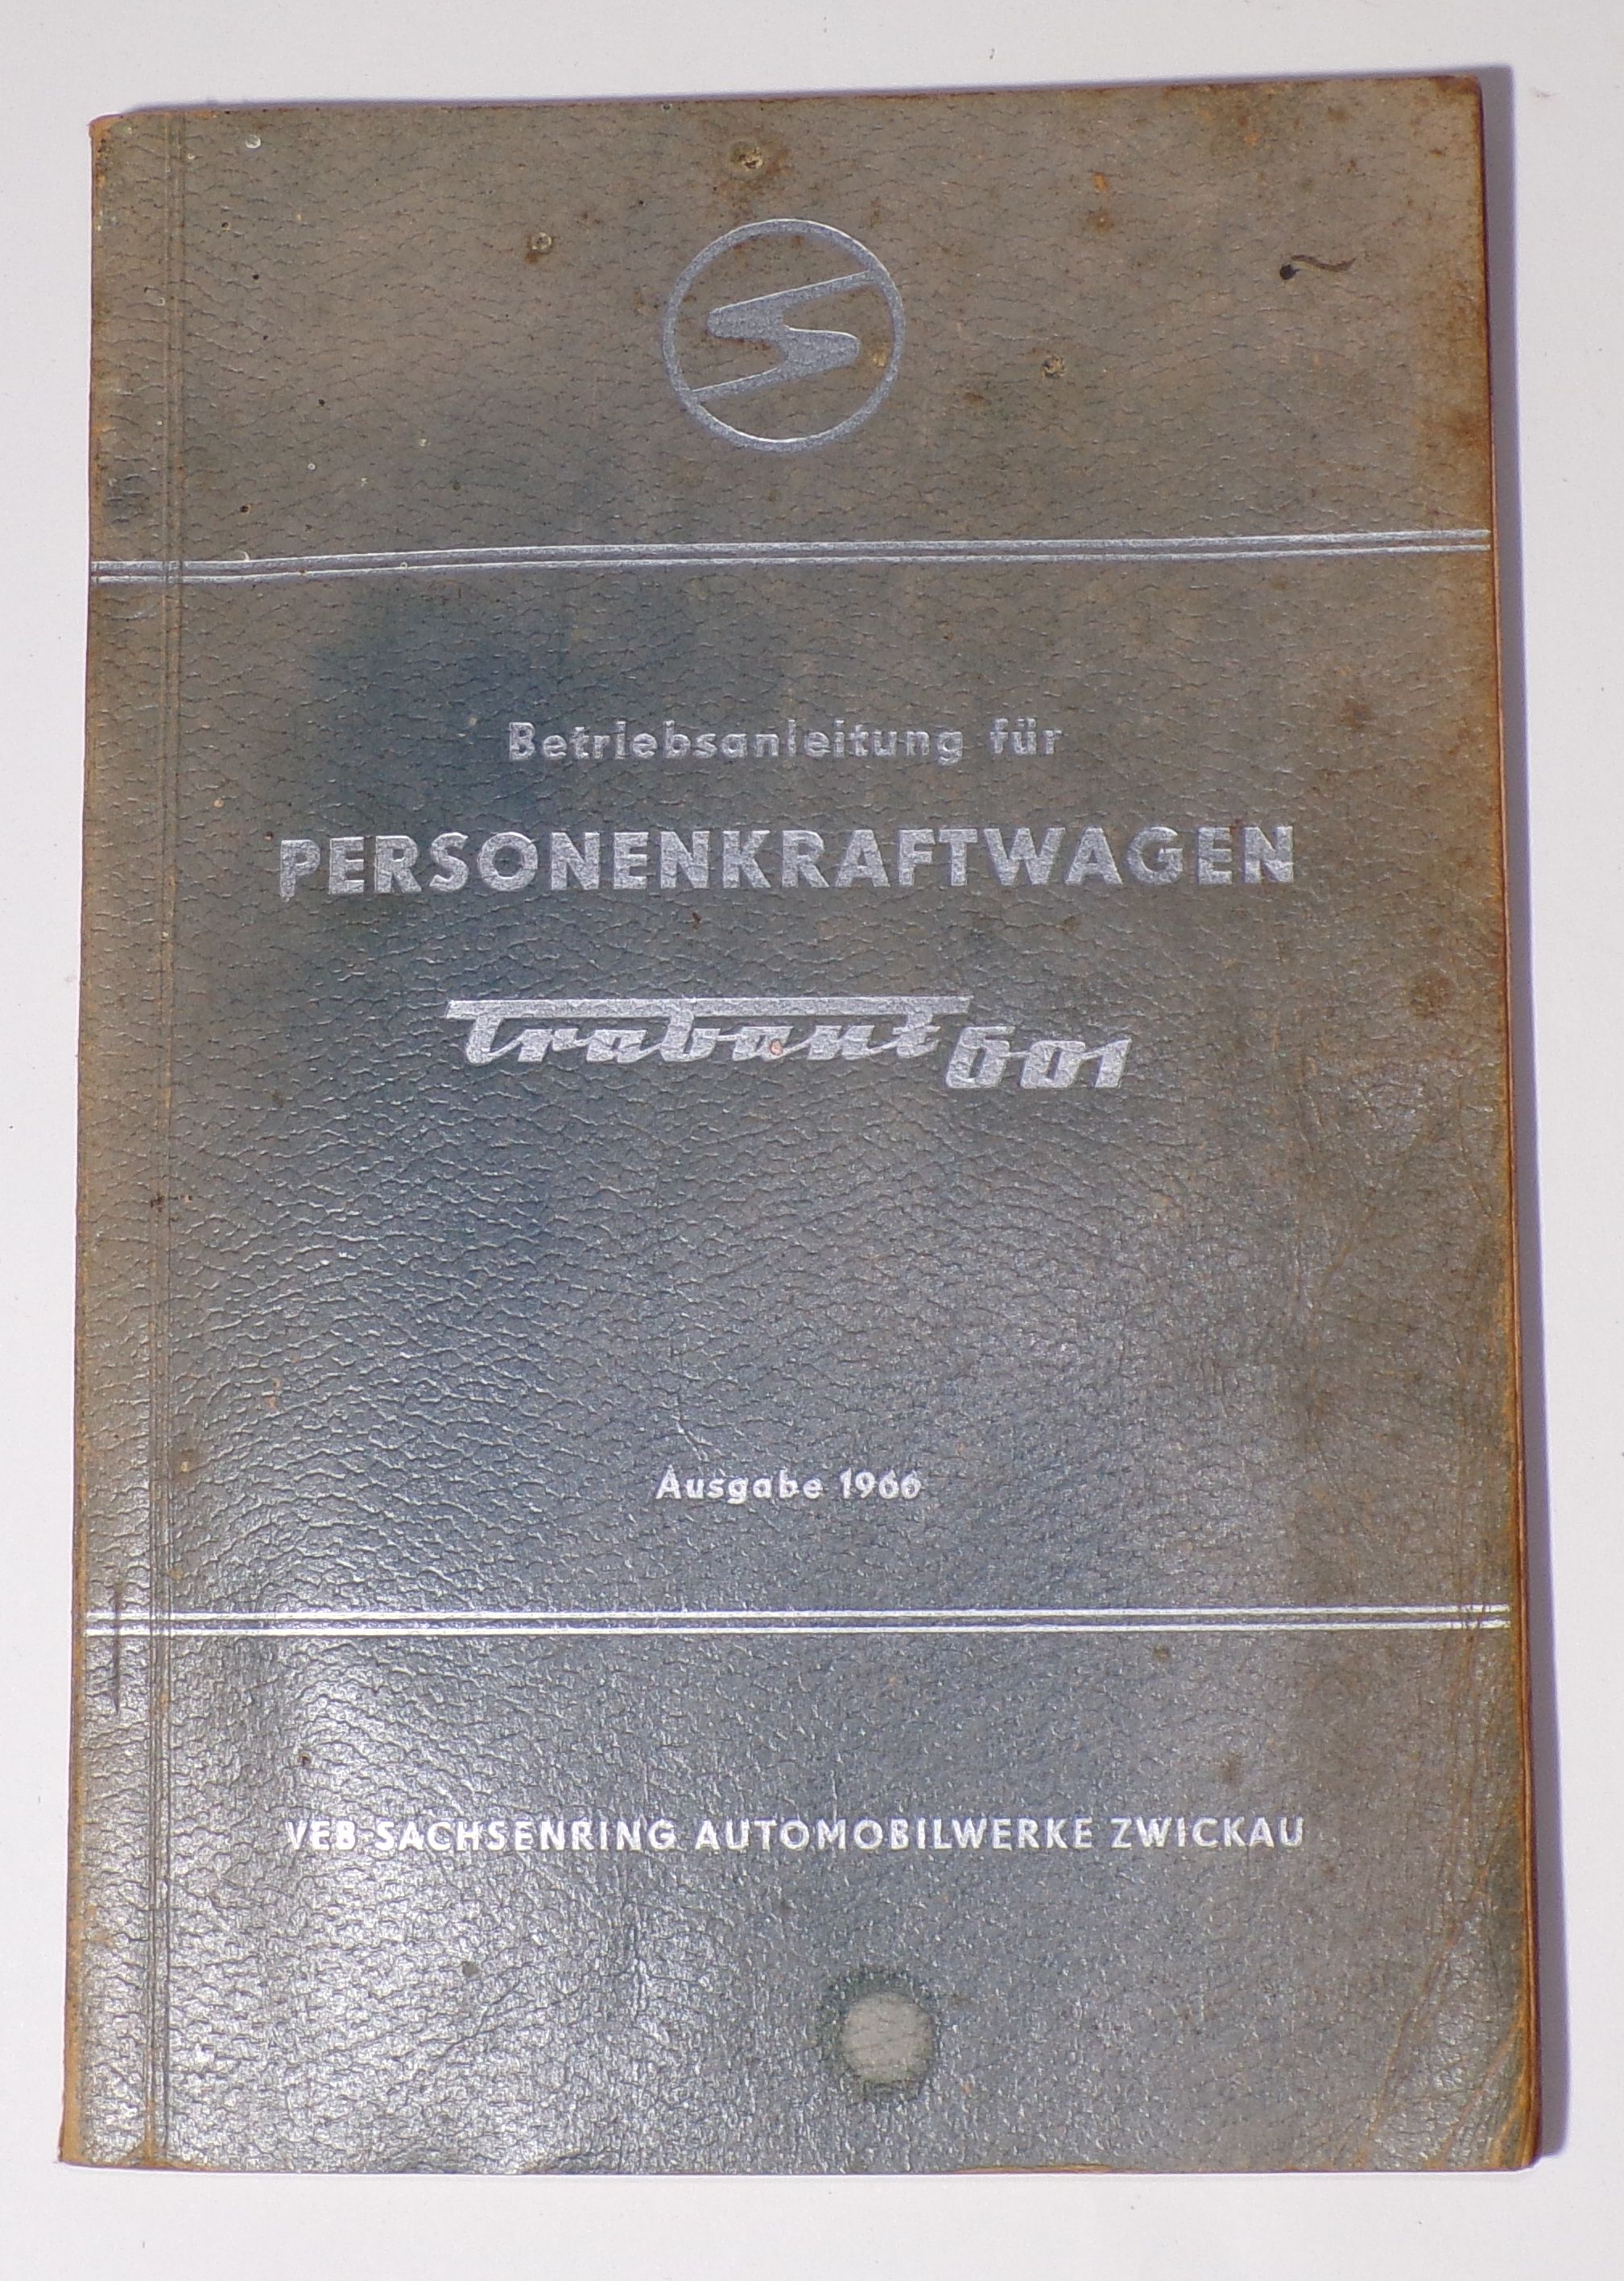 Betriebsanleitung für
PERSONENKRAFTWAGEN
Trabant 601
Ausgabe 1966
VEB SACHSENRING AUTOMOBILWERKE ZWICKAU